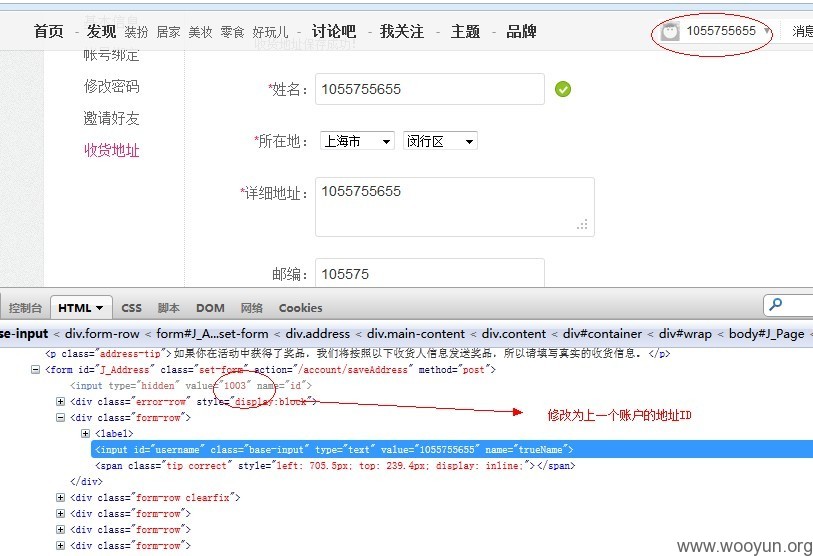 首页 - 发现 装扮 居家 美妆 零食 好玩儿 - 讨论吧 - 我关注 - 主题 - 品牌 1055755655 消息
帐号绑定
修改密码
邀请好友
收货地址
*姓名： 1055755655
*所在地： 上海市 闵行区
*详细地址： 1055755655
邮编： 105575
控制台 HTML CSS 脚本 DOM 网络 Cookies
se-input < div.form-row < form#J_A...set-form < div.address < div.main-content < div.content < div#container < div#wrap < body#J_Page
<p class="address-tip">如果你在活动中获得了奖品，我们将按照以下收货人信息发送奖品，所以请填写真实的收货信息。</p>
<form id="J_Address" class="set-form" action="/account/saveAddress" method="post">
<input type="hidden" value="1003" name="id">
<div class="error-row" style="display:block">
修改为上一个账户的地址ID
<div class="form-row">
<label>
<input id="username" class="base-input" type="text" value="1055755655" name="trueName">
<span class="tip correct" style="left: 705.5px; top: 239.4px; display: inline;"></span>
</div>
<div class="form-row clearfix">
<div class="form-row">
<div class="form-row">
<div class="form-row">
www.wooyun.org